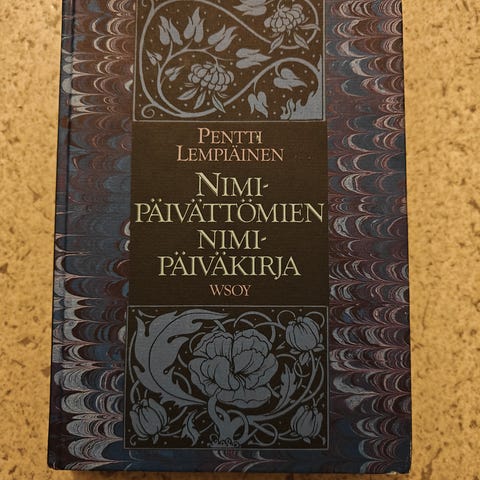 PENTTI
LEMPIÄINEN
NIMI-
PÄIVÄTTÖMIEN
NIMI-
PÄIVÄKIRJA
WSOY